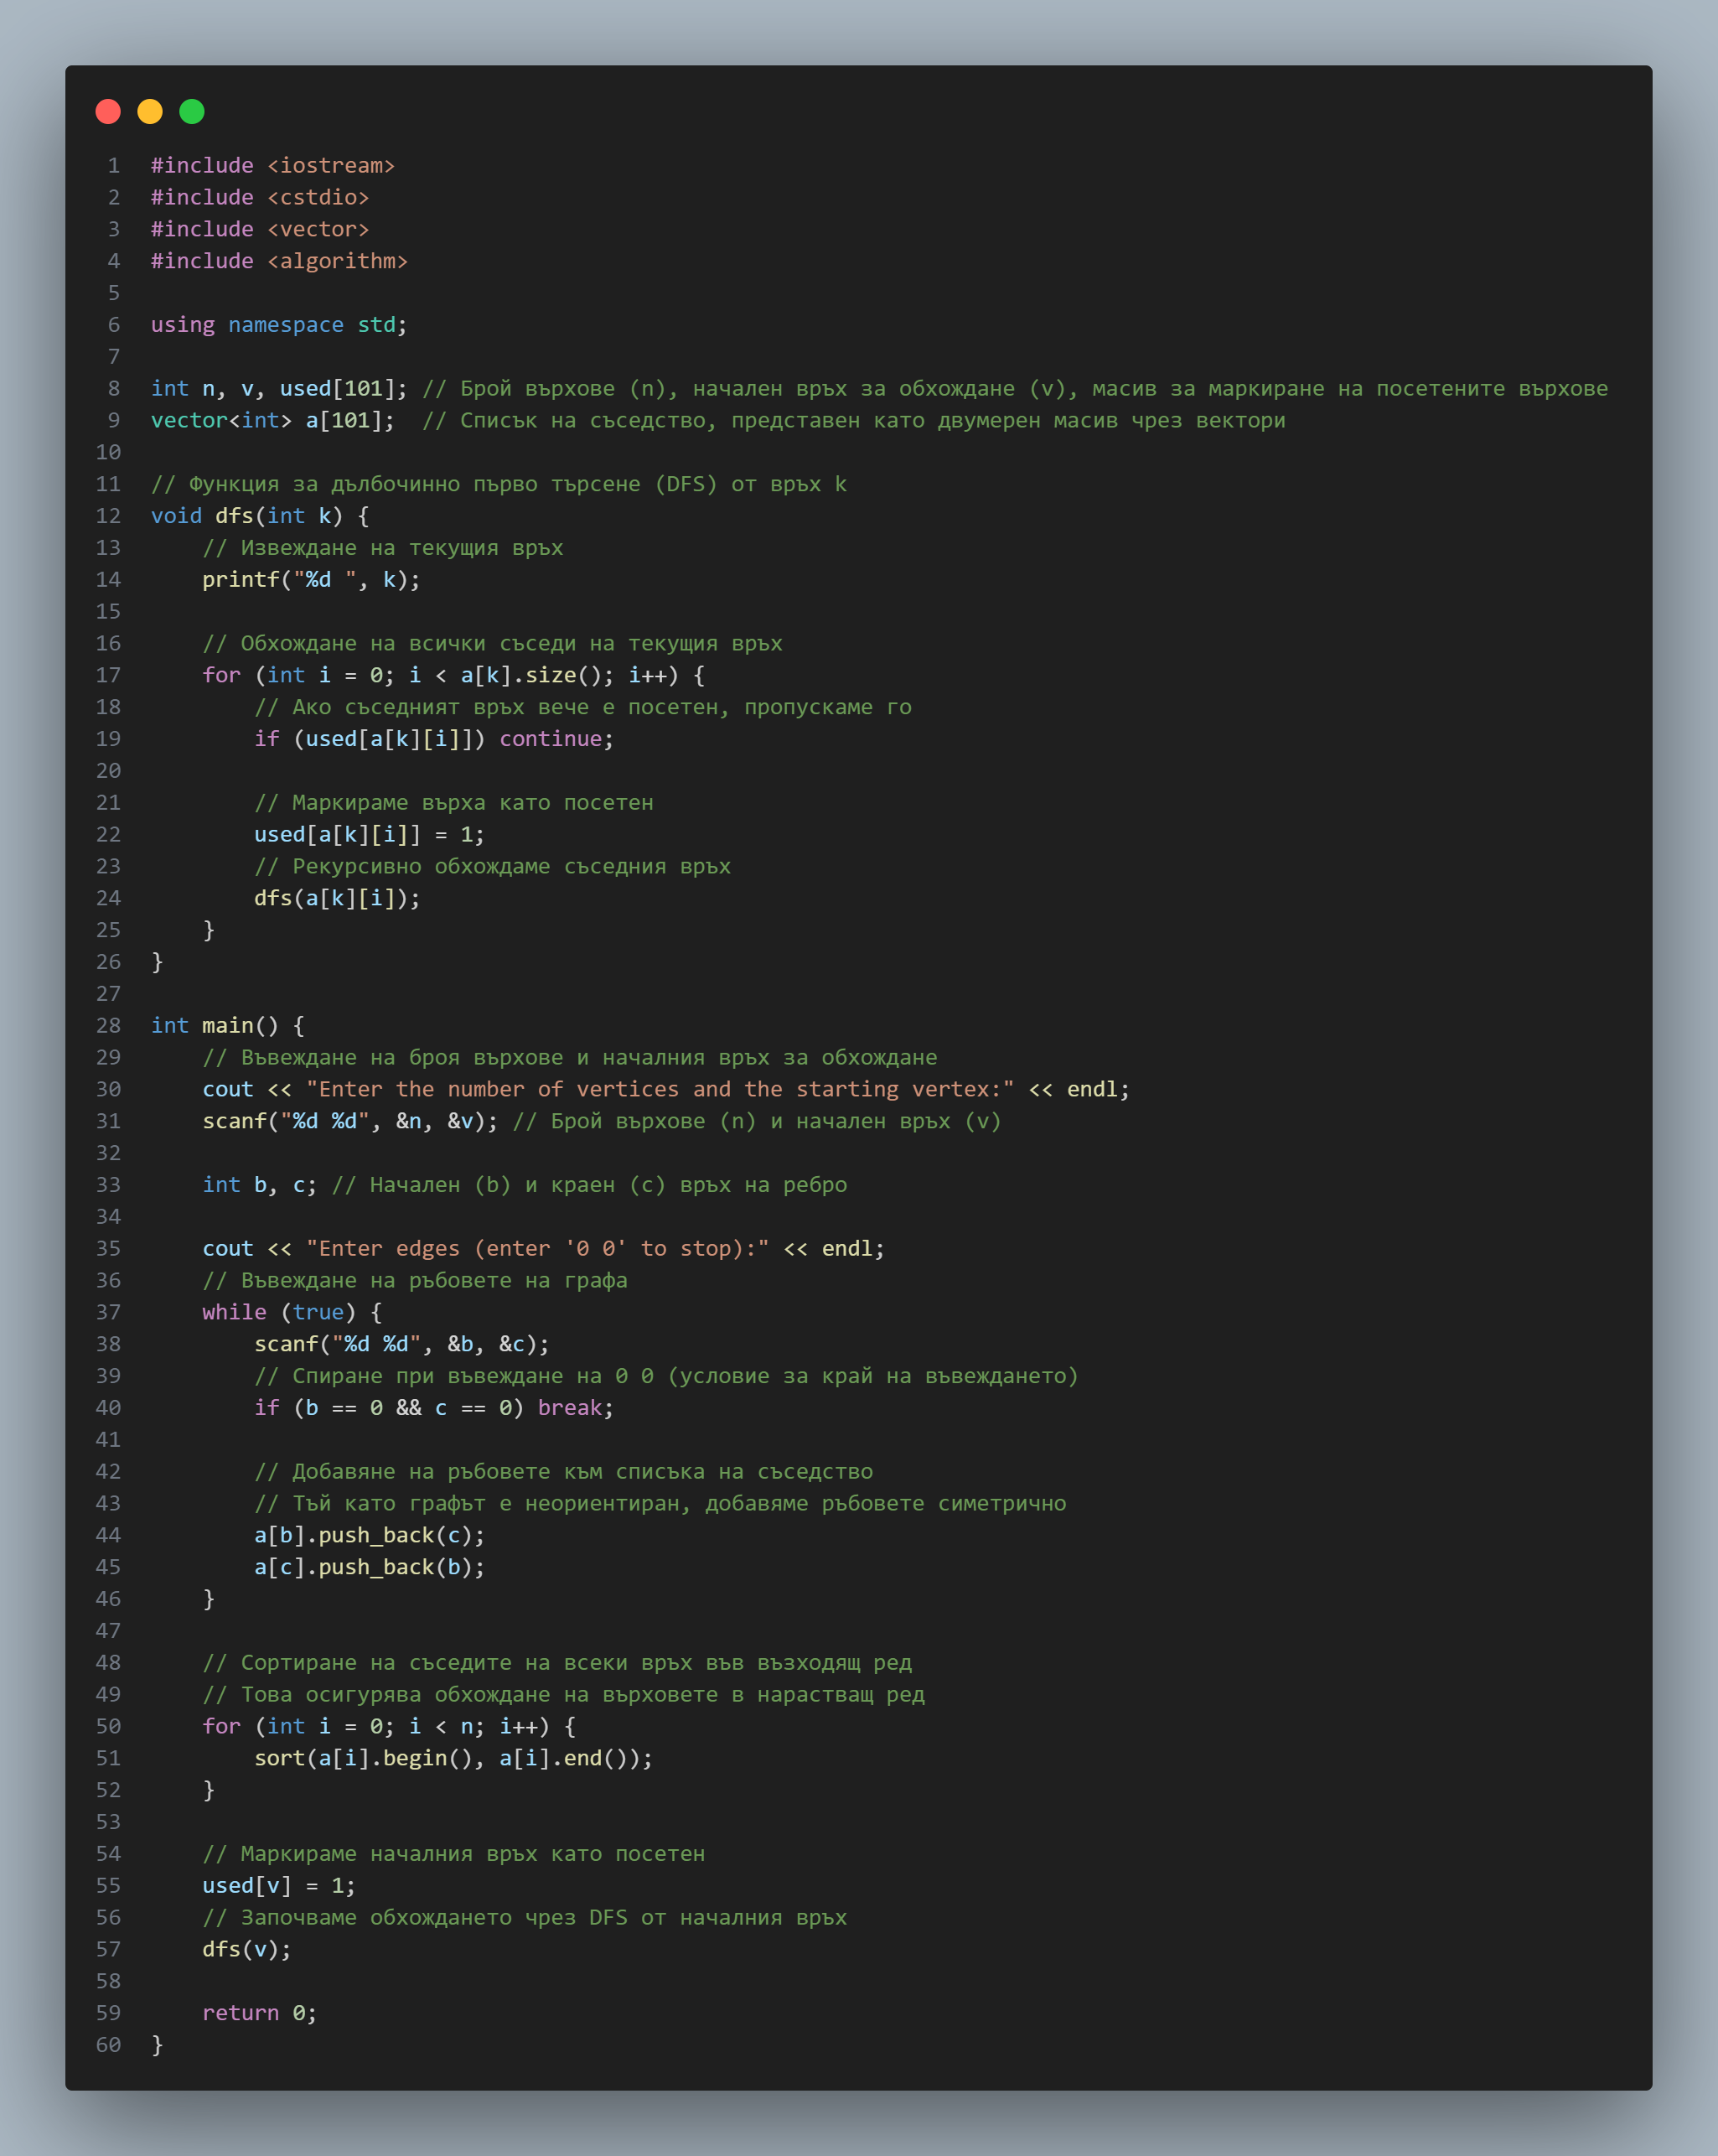 1 #include <iostream>
2 #include <cstdio>
3 #include <vector>
4 #include <algorithm>
5
6 using namespace std;
7
8 int n, v, used[101]; // Брой върхове (n), начален връх за обхождане (v), масив за маркиране на посетените върхове
9 vector<int> a[101];  // Списък на съседство, представен като двумерен масив чрез вектори
10
11 // Функция за дълбочинно първо търсене (DFS) от връх k
12 void dfs(int k) {
13     // Извеждане на текущия връх
14     printf("%d ", k);
15
16     // Обхождане на всички съседи на текущия връх
17     for (int i = 0; i < a[k].size(); i++) {
18         // Ако съседният връх вече е посетен, пропускаме го
19         if (used[a[k][i]]) continue;
20
21         // Маркираме върха като посетен
22         used[a[k][i]] = 1;
23         // Рекурсивно обхождаме съседния връх
24         dfs(a[k][i]);
25     }
26 }
27
28 int main() {
29     // Въвеждане на броя върхове и началния връх за обхождане
30     cout << "Enter the number of vertices and the starting vertex:" << endl;
31     scanf("%d %d", &n, &v); // Брой върхове (n) и начален връх (v)
32
33     int b, c; // Начален (b) и краен (c) връх на ребро
34
35     cout << "Enter edges (enter '0 0' to stop):" << endl;
36     // Въвеждане на ръбовете на графа
37     while (true) {
38         scanf("%d %d", &b, &c);
39         // Спиране при въвеждане на 0 0 (условие за край на въвеждането)
40         if (b == 0 && c == 0) break;
41
42         // Добавяне на ръбовете към списъка на съседство
43         // Тъй като графът е неориентиран, добавяме ръбовете симетрично
44         a[b].push_back(c);
45         a[c].push_back(b);
46     }
47
48     // Сортиране на съседите на всеки връх във възходящ ред
49     // Това осигурява обхождане на върховете в нарастващ ред
50     for (int i = 0; i < n; i++) {
51         sort(a[i].begin(), a[i].end());
52     }
53
54     // Маркираме началния връх като посетен
55     used[v] = 1;
56     // Започваме обхождането чрез DFS от началния връх
57     dfs(v);
58
59     return 0;
60 }